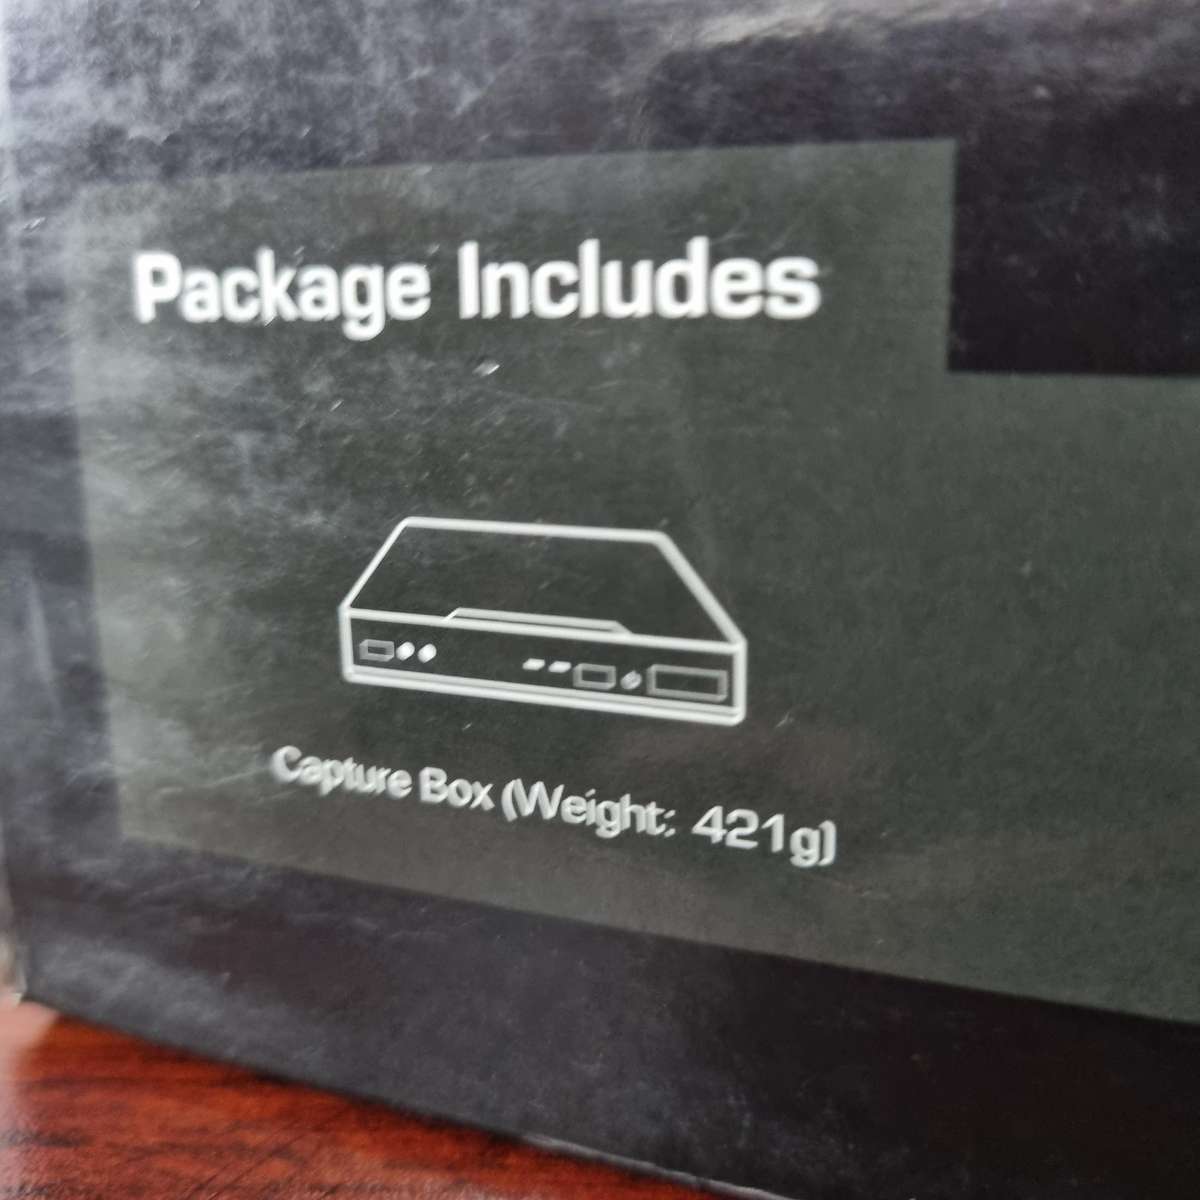 Package Includes
Capture Box (Weight: 421g)